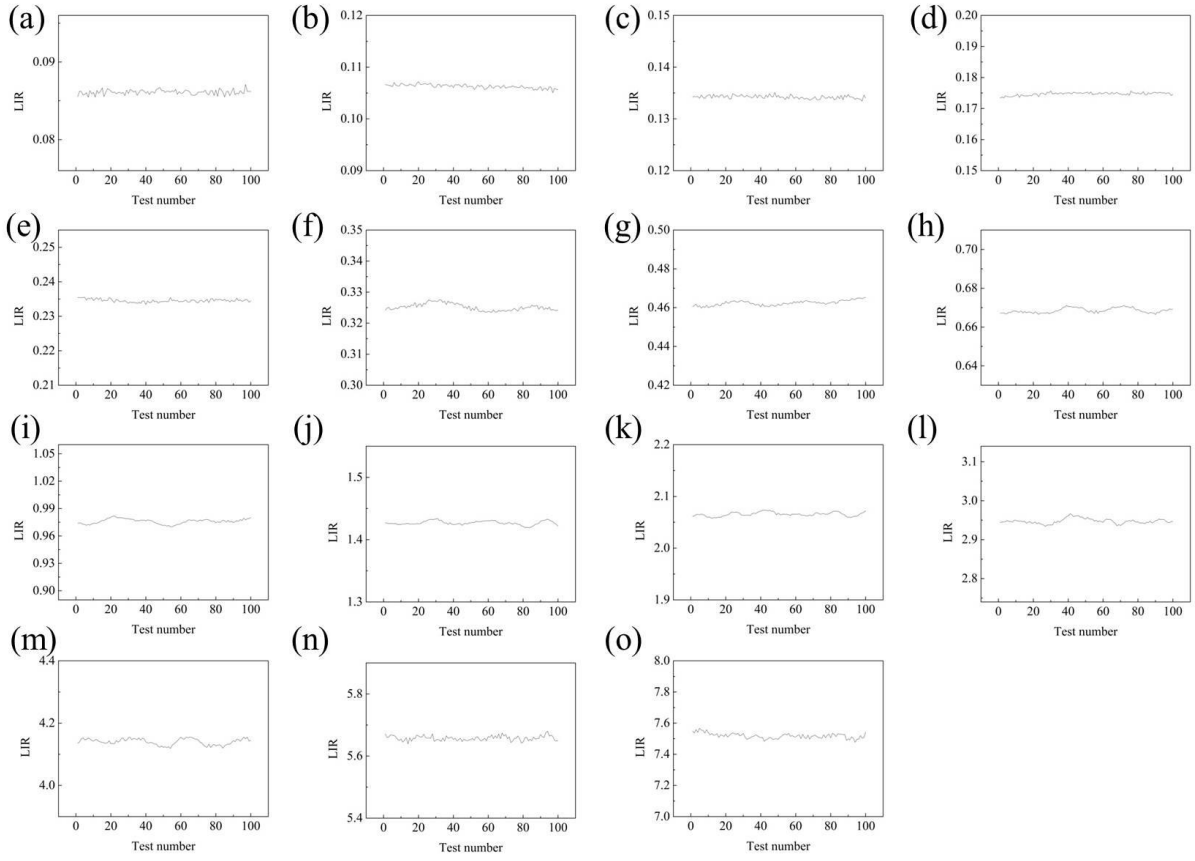 (a)
0.09
0.08
LIR
0 20 40 60 80 100
Test number
(b)
0.12
0.11
0.10
0.09
LIR
0 20 40 60 80 100
Test number
(c)
0.15
0.14
0.13
0.12
LIR
0 20 40 60 80 100
Test number
(d)
0.20
0.19
0.18
0.17
0.16
0.15
LIR
0 20 40 60 80 100
Test number
(e)
0.25
0.24
0.23
0.22
0.21
LIR
0 20 40 60 80 100
Test number
(f)
0.35
0.34
0.33
0.32
0.31
0.30
LIR
0 20 40 60 80 100
Test number
(g)
0.50
0.48
0.46
0.44
0.42
LIR
0 20 40 60 80 100
Test number
(h)
0.70
0.68
0.66
0.64
LIR
0 20 40 60 80 100
Test number
(i)
1.05
1.02
0.99
0.96
0.93
0.90
LIR
0 20 40 60 80 100
Test number
(j)
1.5
1.4
1.3
LIR
0 20 40 60 80 100
Test number
(k)
2.2
2.1
2.0
1.9
LIR
0 20 40 60 80 100
Test number
(l)
3.1
3.0
2.9
2.8
LIR
0 20 40 60 80 100
Test number
(m)
4.4
4.2
4.0
LIR
0 20 40 60 80 100
Test number
(n)
5.8
5.6
5.4
LIR
0 20 40 60 80 100
Test number
(o)
8.0
7.8
7.6
7.4
7.2
7.0
LIR
0 20 40 60 80 100
Test number